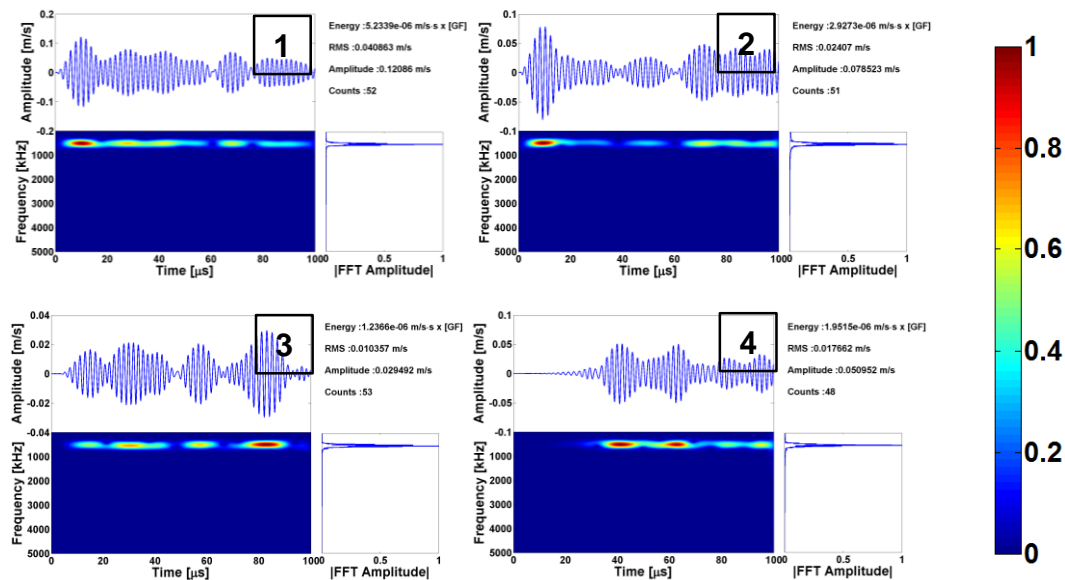 1
Amplitude [m/s]
0.2
0.1
0
-0.1
-0.2
Energy :5.2339e-06 m/s·s x [GF]
RMS :0.040863 m/s
Amplitude :0.12086 m/s
Counts :52
Frequency [kHz]
1000
2000
3000
4000
5000
0 20 40 60 80 100
Time [μs]
0.5 1
|FFT Amplitude|
2
Amplitude [m/s]
0.1
0.05
0
-0.05
-0.1
Energy :2.9273e-06 m/s·s x [GF]
RMS :0.02407 m/s
Amplitude :0.078523 m/s
Counts :51
Frequency [kHz]
1000
2000
3000
4000
5000
0 20 40 60 80 100
Time [μs]
0.5 1
|FFT Amplitude|
3
Amplitude [m/s]
0.04
0.02
0
-0.02
-0.04
Energy :1.2366e-06 m/s·s x [GF]
RMS :0.010357 m/s
Amplitude :0.029492 m/s
Counts :53
Frequency [kHz]
1000
2000
3000
4000
5000
0 20 40 60 80 100
Time [μs]
0.5 1
|FFT Amplitude|
4
Amplitude [m/s]
0.1
0.05
0
-0.05
-0.1
Energy :1.9515e-06 m/s·s x [GF]
RMS :0.017662 m/s
Amplitude :0.050952 m/s
Counts :48
Frequency [kHz]
1000
2000
3000
4000
5000
0 20 40 60 80 100
Time [μs]
0.5 1
|FFT Amplitude|
1
0.8
0.6
0.4
0.2
0